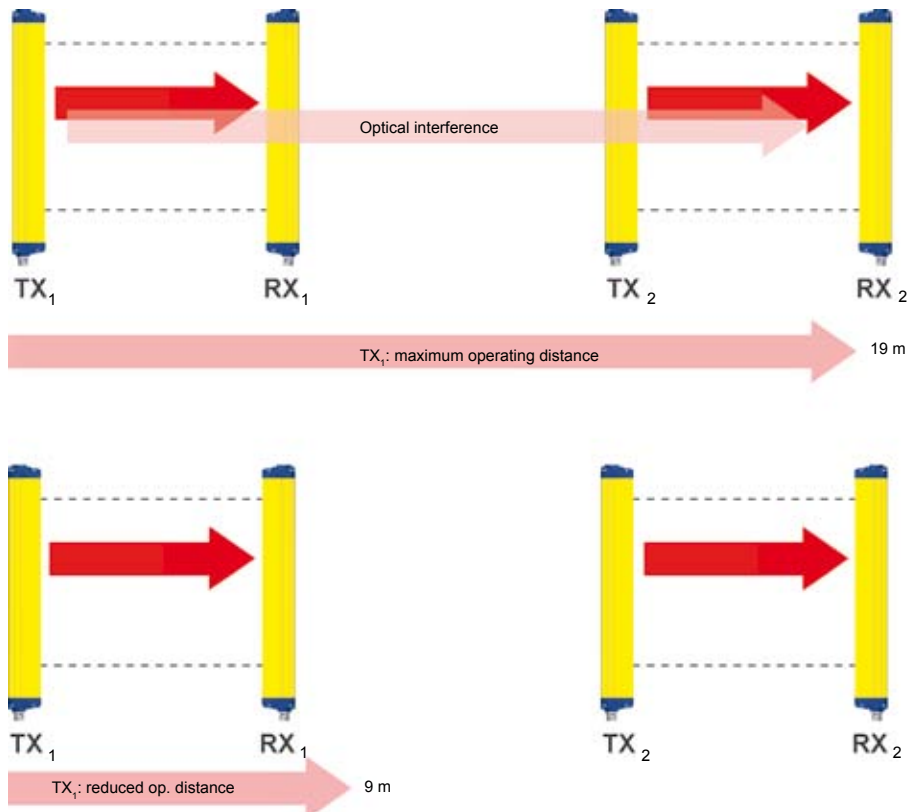 Optical interference
TX₁ RX₁ TX₂ RX₂
TX₁: maximum operating distance 19 m
TX₁ RX₁ TX₂ RX₂
TX₁: reduced op. distance 9 m